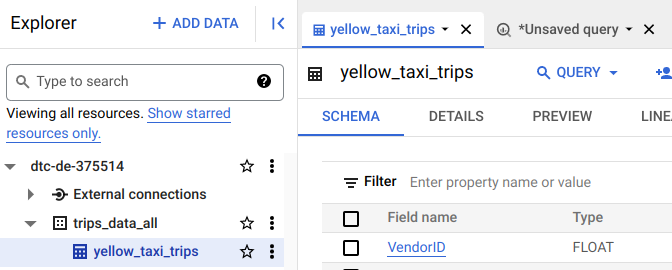 Explorer
+ ADD DATA
Type to search
Viewing all resources. Show starred
resources only.
dtc-de-375514
External connections
trips_data_all
yellow_taxi_trips
yellow_taxi_trips
*Unsaved query
yellow_taxi_trips
QUERY
SCHEMA
DETAILS
PREVIEW
LINEA
Filter
Enter property name or value
Field name
Type
VendorID
FLOAT